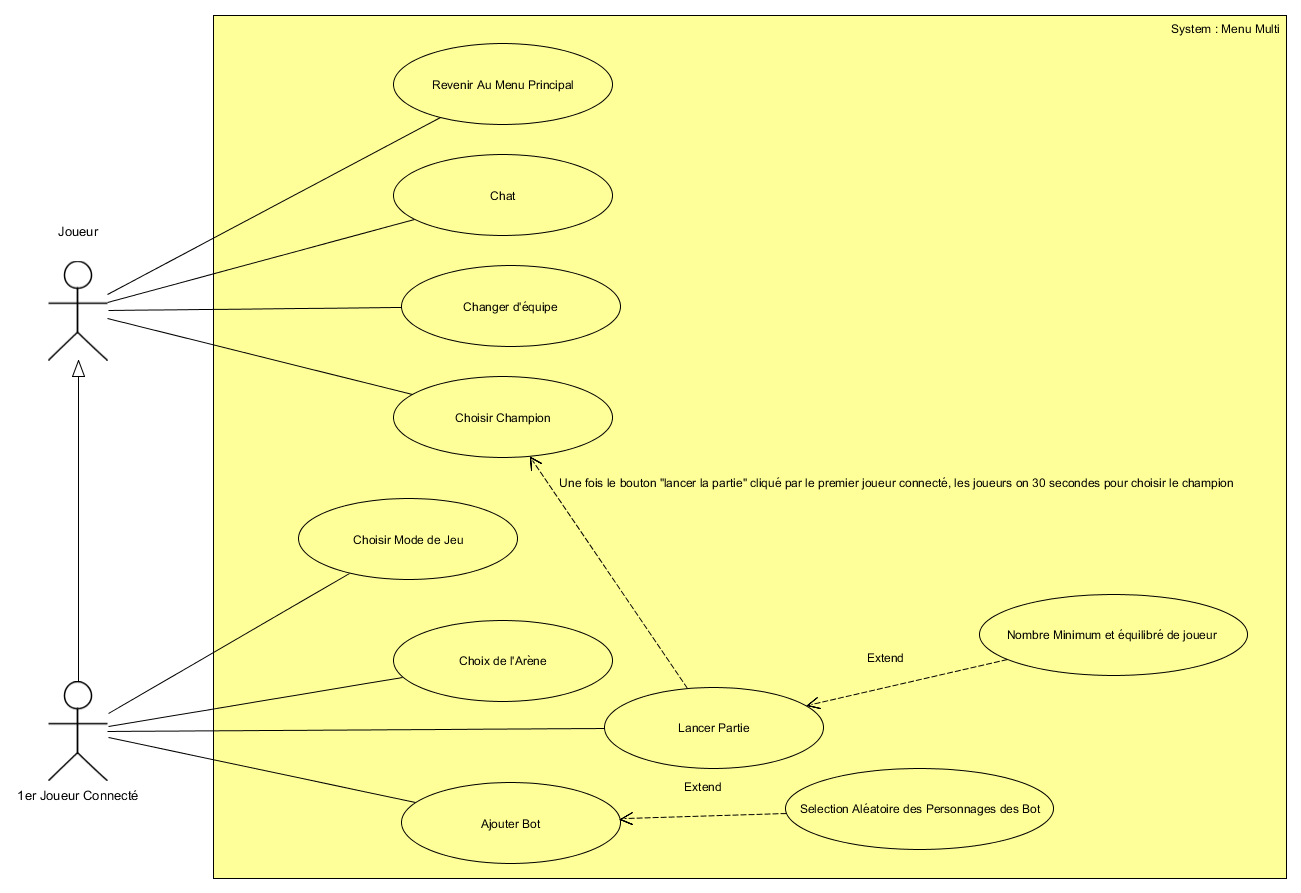 System : Menu Multi
Revenir Au Menu Principal
Chat
Joueur
Changer d'équipe
Choisir Champion
Une fois le bouton "lancer la partie" cliqué par le premier joueur connecté, les joueurs on 30 secondes pour choisir le champion
Choisir Mode de Jeu
Nombre Minimum et équilibré de joueur
Extend
Choix de l'Arène
Lancer Partie
Extend
1er Joueur Connecté
Selection Aléatoire des Personnages des Bot
Ajouter Bot